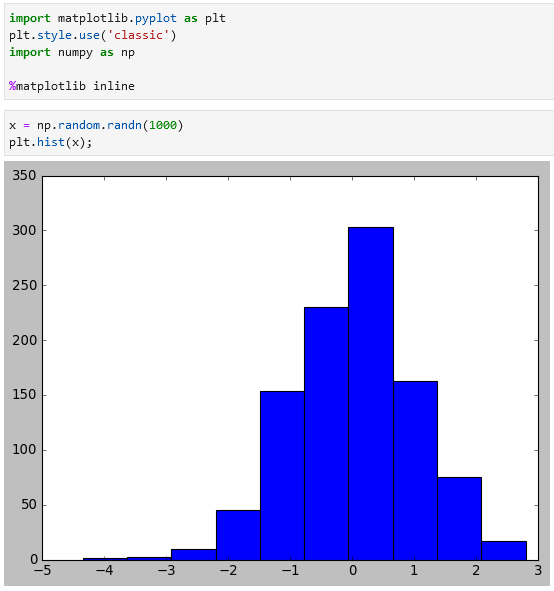 import matplotlib.pyplot as plt
plt.style.use('classic')
import numpy as np
%matplotlib inline
x = np.random.randn(1000)
plt.hist(x);
350
300
250
200
150
100
50
0
−5 −4 −3 −2 −1 0 1 2 3